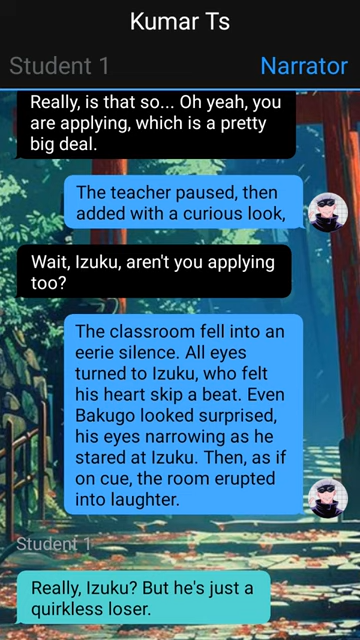 Kumar Ts
Student 1
Narrator
Really, is that so... Oh yeah, you
are applying, which is a pretty
big deal.
The teacher paused, then
added with a curious look,
Wait, Izuku, aren't you applying
too?
The classroom fell into an
eerie silence. All eyes
turned to Izuku, who felt
his heart skip a beat. Even
Bakugo looked surprised,
his eyes narrowing as he
stared at Izuku. Then, as if
on cue, the room erupted
into laughter.
Student 1
Really, Izuku? But he's just a
quirkless loser.